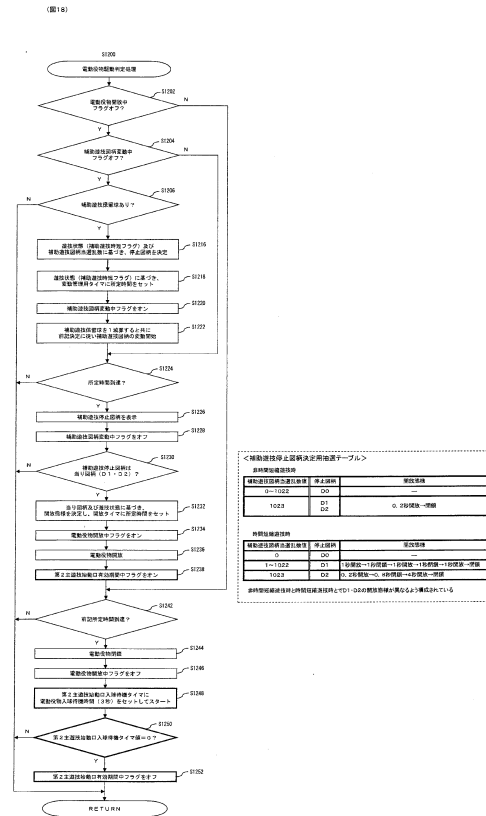 (図18)
S1200
電動役物駆動判定処理
S1202
電動役物開放中
フラグオフ?
N
Y
S1204
補助遊技図柄変動中
フラグオフ?
N
Y
S1206
補助遊技保留球あり?
N
Y
S1216
遊技状態(補助遊技時短フラグ)及び
補助遊技図柄当選乱数に基づき、停止図柄を決定
S1218
遊技状態(補助遊技時短フラグ)に基づき、
変動管理用タイマに所定時間をセット
S1220
補助遊技図柄変動中フラグをオン
S1222
補助遊技保留球を1減算すると共に
前記決定に従い補助遊技図柄の変動開始
S1224
所定時間到達?
N
Y
S1226
補助遊技停止図柄を表示
S1228
補助遊技図柄変動中フラグをオフ
S1230
補助遊技停止図柄は
当り図柄(D1・D2)?
N
Y
S1232
当り図柄及び遊技状態に基づき、
開放態様を決定し、開放タイマに所定時間をセット
S1234
電動役物開放中フラグをオン
S1236
電動役物開放
S1238
第2主遊技始動口有効期間中フラグをオン
S1242
前記所定時間到達?
N
Y
S1244
電動役物閉鎖
S1246
電動役物開放中フラグをオフ
S1248
第2主遊技始動口入球待機タイマに
電動役物入球待機時間(3秒)をセットしてスタート
S1250
第2主遊技始動口入球待機タイマ値=0?
N
Y
S1252
第2主遊技始動口有効期間中フラグをオフ
RETURN
<補助遊技停止図柄決定用抽選テーブル>
非時間短縮遊技時
補助遊技図柄当選乱数値 停止図柄 開放態様
0~1022 D0 —
1023 D1 D2 0.2秒開放→閉鎖
時間短縮遊技時
補助遊技図柄当選乱数値 停止図柄 開放態様
0 D0 —
1~1022 D1 1秒開放→1秒閉鎖→1秒開放→1秒閉鎖→1秒開放→閉鎖
1023 D2 0.2秒開放→0.8秒閉鎖→4秒開放→閉鎖
非時間短縮遊技時と時間短縮遊技時とでD1・D2の開放態様が異なるよう構成されている